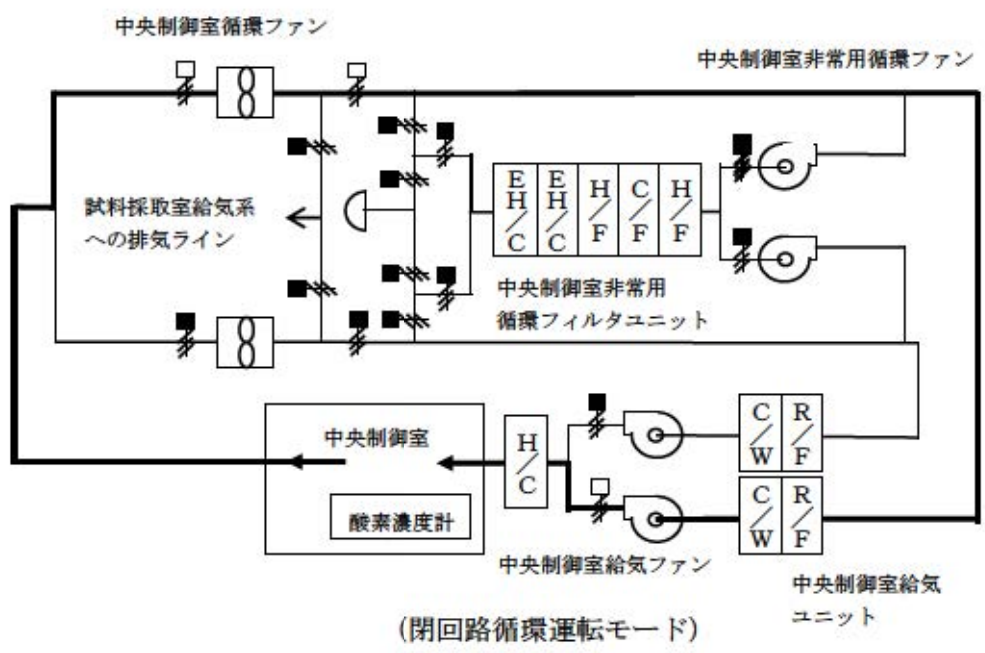 中央制御室循環ファン
中央制御室非常用循環ファン
試料採取室給気系
への排気ライン
EH/C
EH/C
H/F
C/F
H/F
中央制御室非常用
循環フィルタユニット
中央制御室
酸素濃度計
H/C
C/W
R/F
C/W
R/F
中央制御室給気ファン
中央制御室給気
ユニット
(閉回路循環運転モード)